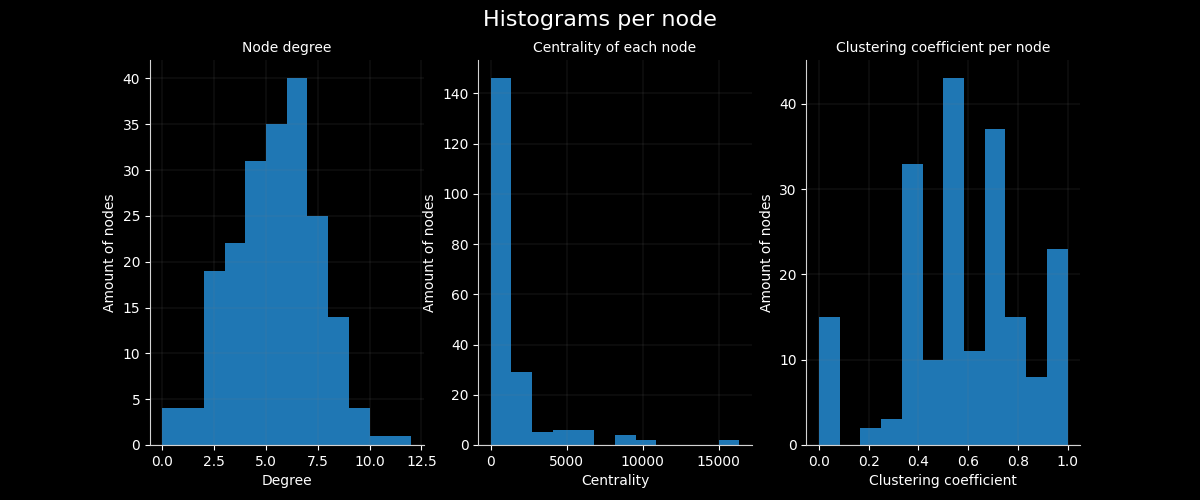 Histograms per node
Node degree
Amount of nodes
40
35
30
25
20
15
10
5
0
0.0 2.5 5.0 7.5 10.0 12.5
Degree
Centrality of each node
Amount of nodes
140
120
100
80
60
40
20
0
0 5000 10000 15000
Centrality
Clustering coefficient per node
Amount of nodes
40
30
20
10
0
0.0 0.2 0.4 0.6 0.8 1.0
Clustering coefficient